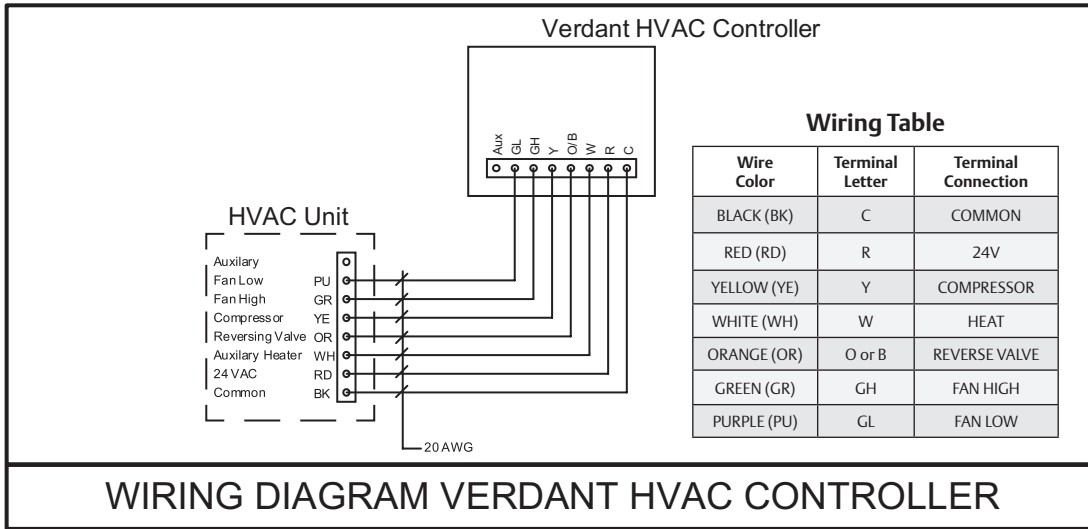 Verdant HVAC Controller
Aux GL GH Y O/B W R C
HVAC Unit
Auxilary
Fan Low PU
Fan High GR
Compressor YE
Reversing Valve OR
Auxilary Heater WH
24 VAC RD
Common BK
20 AWG
Wiring Table
Wire Color Terminal Letter Terminal Connection
BLACK (BK) C COMMON
RED (RD) R 24V
YELLOW (YE) Y COMPRESSOR
WHITE (WH) W HEAT
ORANGE (OR) O or B REVERSE VALVE
GREEN (GR) GH FAN HIGH
PURPLE (PU) GL FAN LOW
WIRING DIAGRAM VERDANT HVAC CONTROLLER